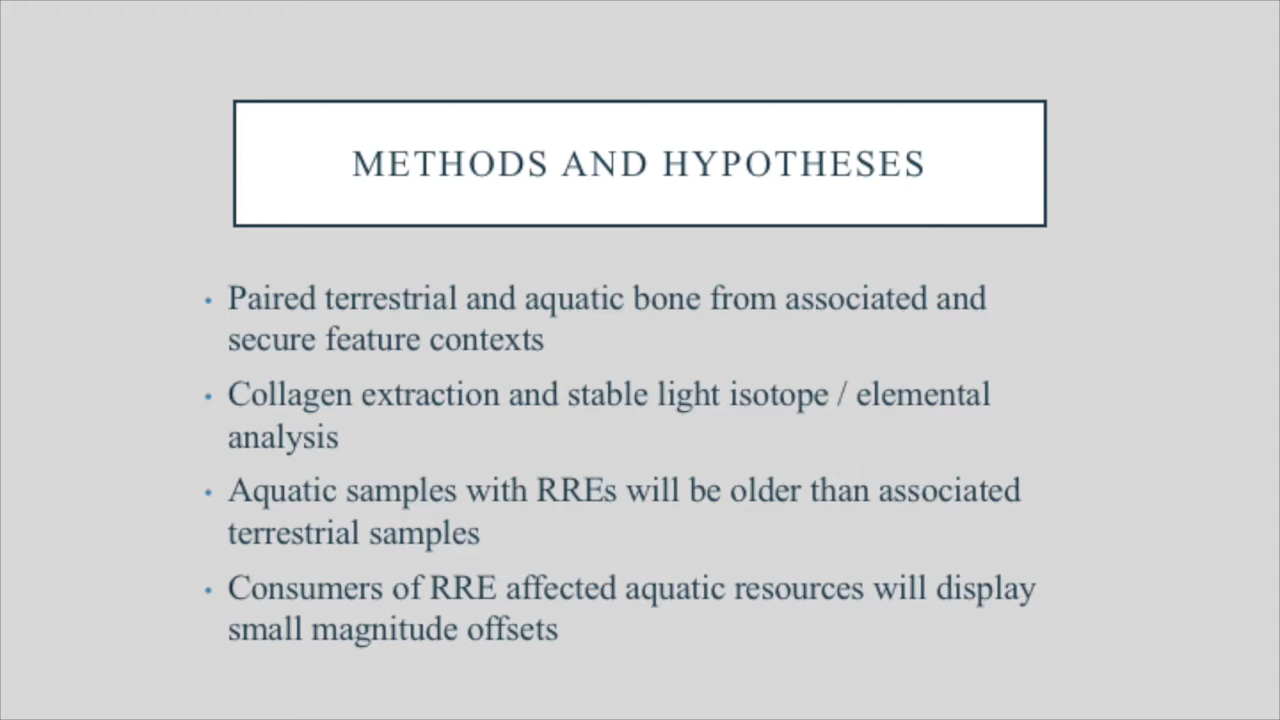 METHODS AND HYPOTHESES
• Paired terrestrial and aquatic bone from associated and
secure feature contexts
• Collagen extraction and stable light isotope / elemental
analysis
• Aquatic samples with RREs will be older than associated
terrestrial samples
• Consumers of RRE affected aquatic resources will display
small magnitude offsets